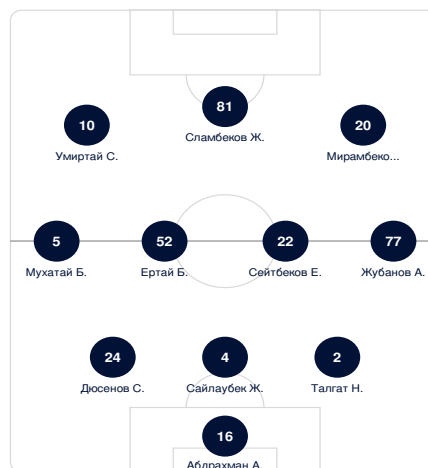 81
Сламбеков Ж.
10
Умиртай С.
20
Мирамбеко...
5
Мухатай Б.
52
Ертай Б.
22
Сейтбеков Е.
77
Жубанов А.
24
Дюсенов С.
4
Сайлаубек Ж.
2
Талгат Н.
16
Абдрахман А.